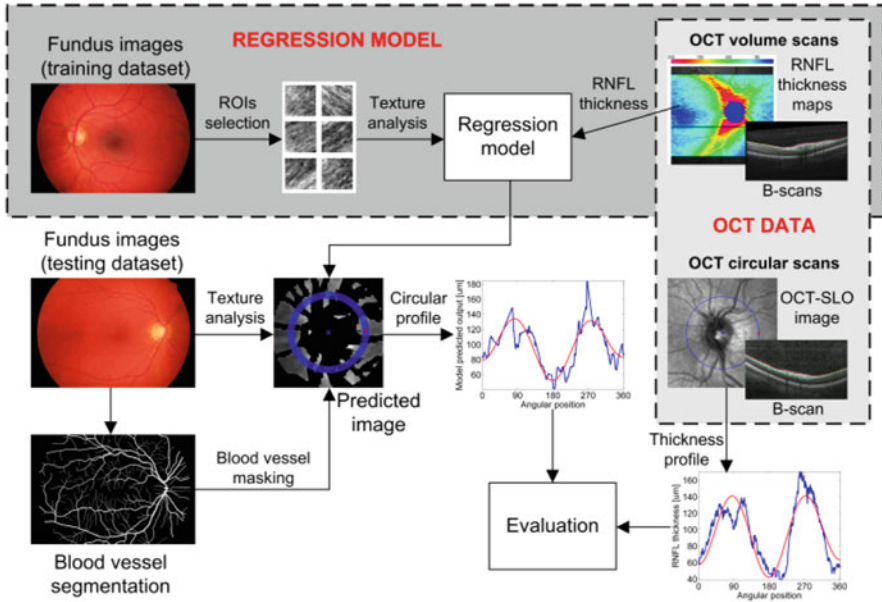 REGRESSION MODEL
Fundus images
(training dataset)
ROIs
selection
Texture
analysis
Regression
model
RNFL
thickness
OCT volume scans
RNFL
thickness
maps
B-scans
OCT DATA
OCT circular scans
OCT-SLO
image
B-scan
Fundus images
(testing dataset)
Texture
analysis
Circular
profile
Predicted
image
Blood vessel
masking
Blood vessel
segmentation
Model predicted output [um]
180
160
140
120
100
80
60
0
90
180
270
360
Angular position
Thickness
profile
Evaluation
RNFL thickness [um]
160
140
120
100
80
60
40
0
90
180
270
360
Angular position